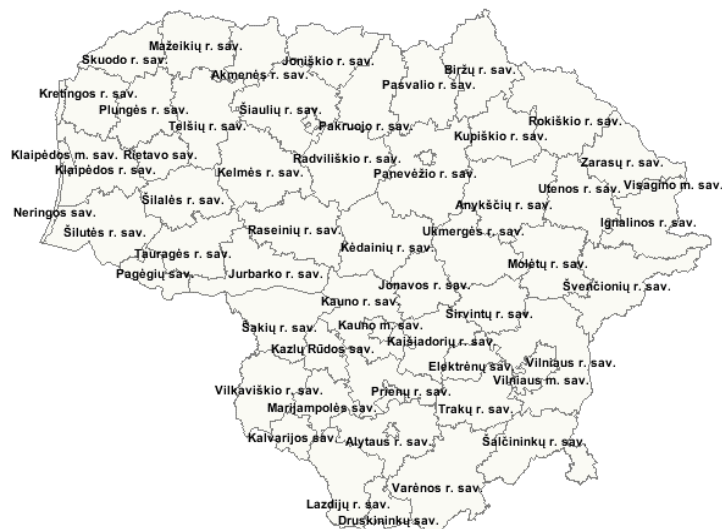 Mažeikių r. sav.
Skuodo r. sav.
Joniškio r. sav.
Akmenės r. sav.
Biržų r. sav.
Pasvalio r. sav.
Kretingos r. sav.
Plungės r. sav.
Šiaulių r. sav.
Telšių r. sav.
Pakruojo r. sav.
Rokiškio r. sav.
Kupiškio r. sav.
Klaipėdos m. sav.
Rietavo sav.
Radviliškio r. sav.
Zarasų r. sav.
Klaipėdos r. sav.
Kelmės r. sav.
Panevėžio r. sav.
Utenos r. sav.
Visagino m. sav.
Šilalės r. sav.
Anykščių r. sav.
Neringos sav.
Ignalinos r. sav.
Šilutės r. sav.
Raseinių r. sav.
Ukmergės r. sav.
Kėdainių r. sav.
Tauragės r. sav.
Molėtų r. sav.
Pagėgių sav.
Jurbarko r. sav.
Jonavos r. sav.
Švenčionių r. sav.
Kauno r. sav.
Širvintų r. sav.
Šakių r. sav.
Kauno m. sav.
Kaišiadorių r. sav.
Kazlų Rūdos sav.
Elektrėnų sav.
Vilniaus r. sav.
Vilniaus m. sav.
Vilkaviškio r. sav.
Prienų r. sav.
Marijampolės sav.
Trakų r. sav.
Kalvarijos sav.
Alytaus r. sav.
Šalčininkų r. sav.
Varėnos r. sav.
Lazdijų r. sav.
Druskininkų sav.